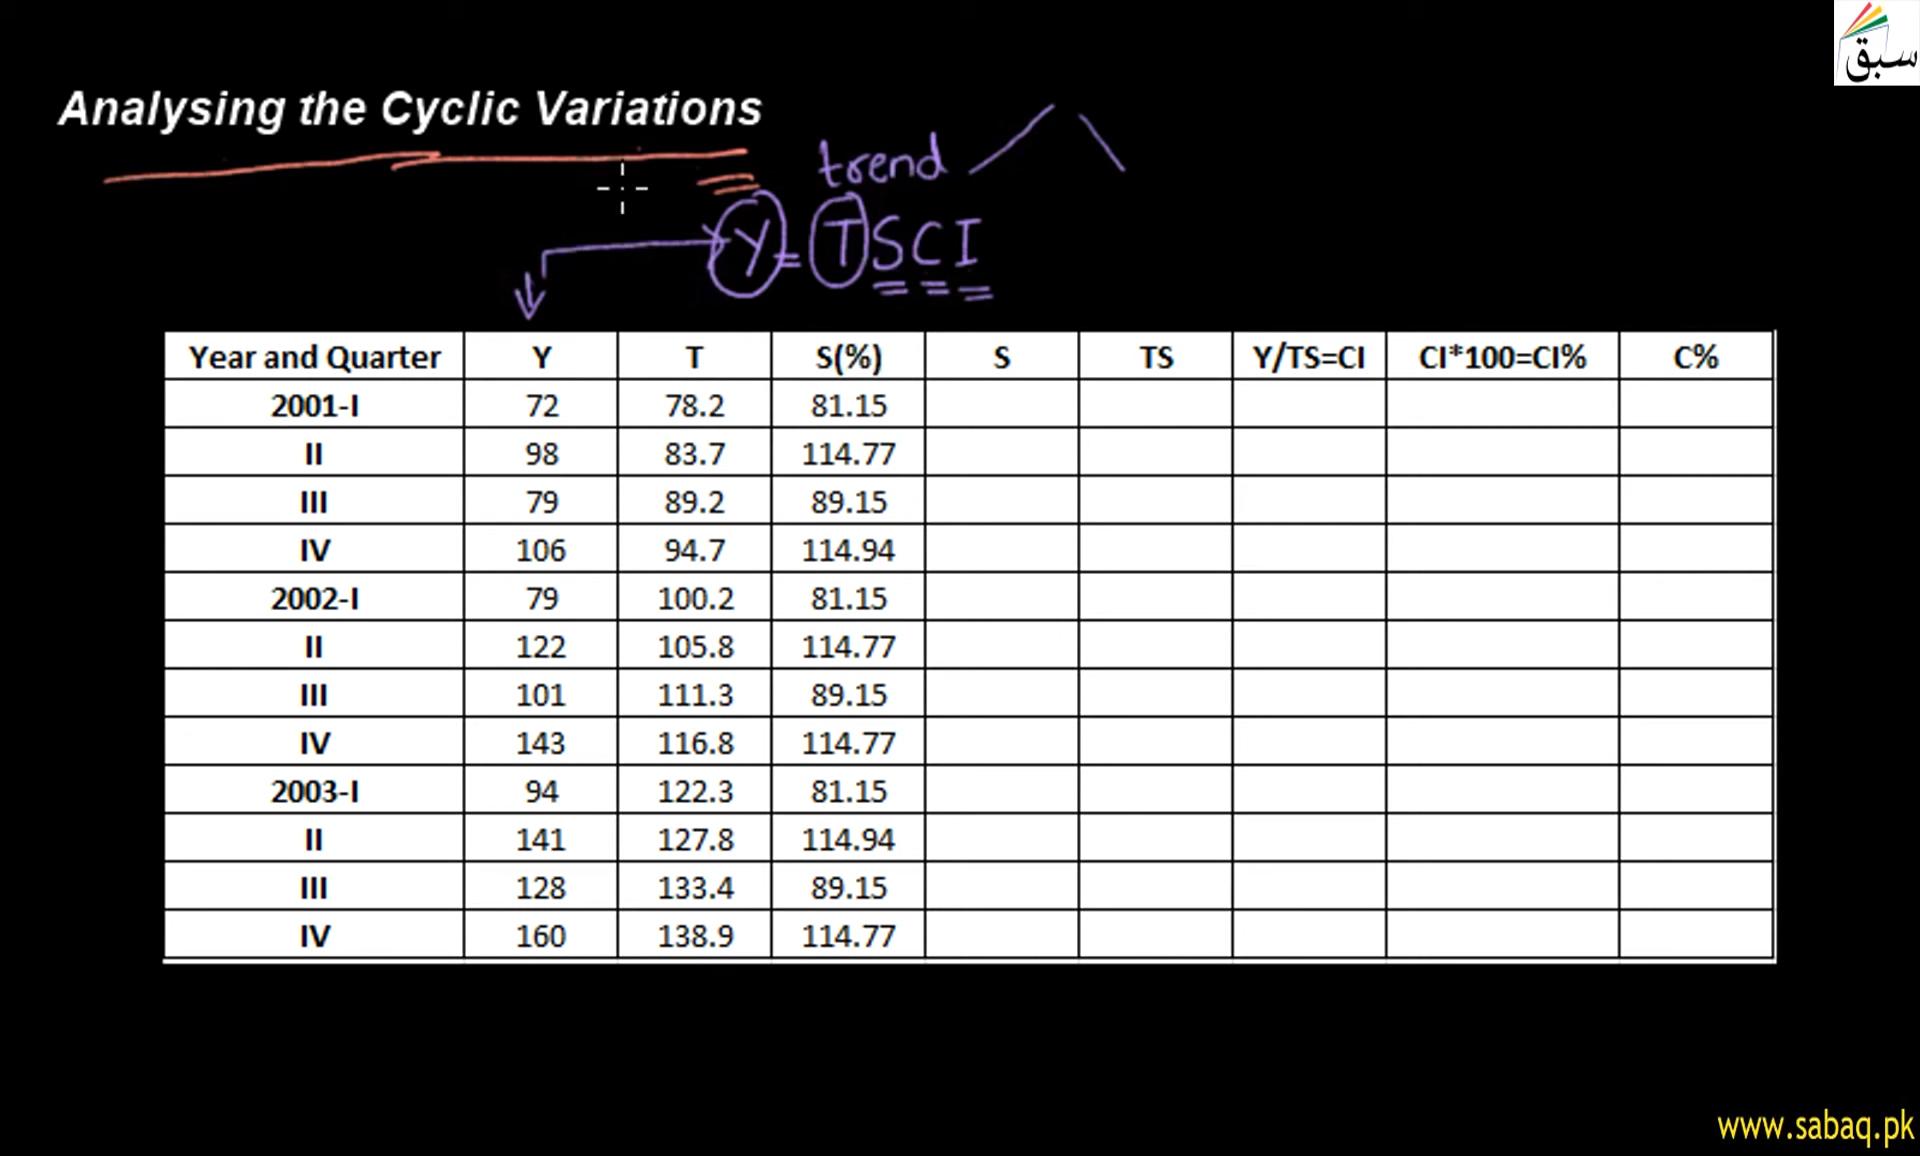 سبق
Analysing the Cyclic Variations
trend
Y = TSCI
Year and Quarter Y T S(%) S TS Y/TS=CI CI*100=CI% C%
2001-I 72 78.2 81.15
II 98 83.7 114.77
III 79 89.2 89.15
IV 106 94.7 114.94
2002-I 79 100.2 81.15
II 122 105.8 114.77
III 101 111.3 89.15
IV 143 116.8 114.77
2003-I 94 122.3 81.15
II 141 127.8 114.94
III 128 133.4 89.15
IV 160 138.9 114.77
www.sabaq.pk